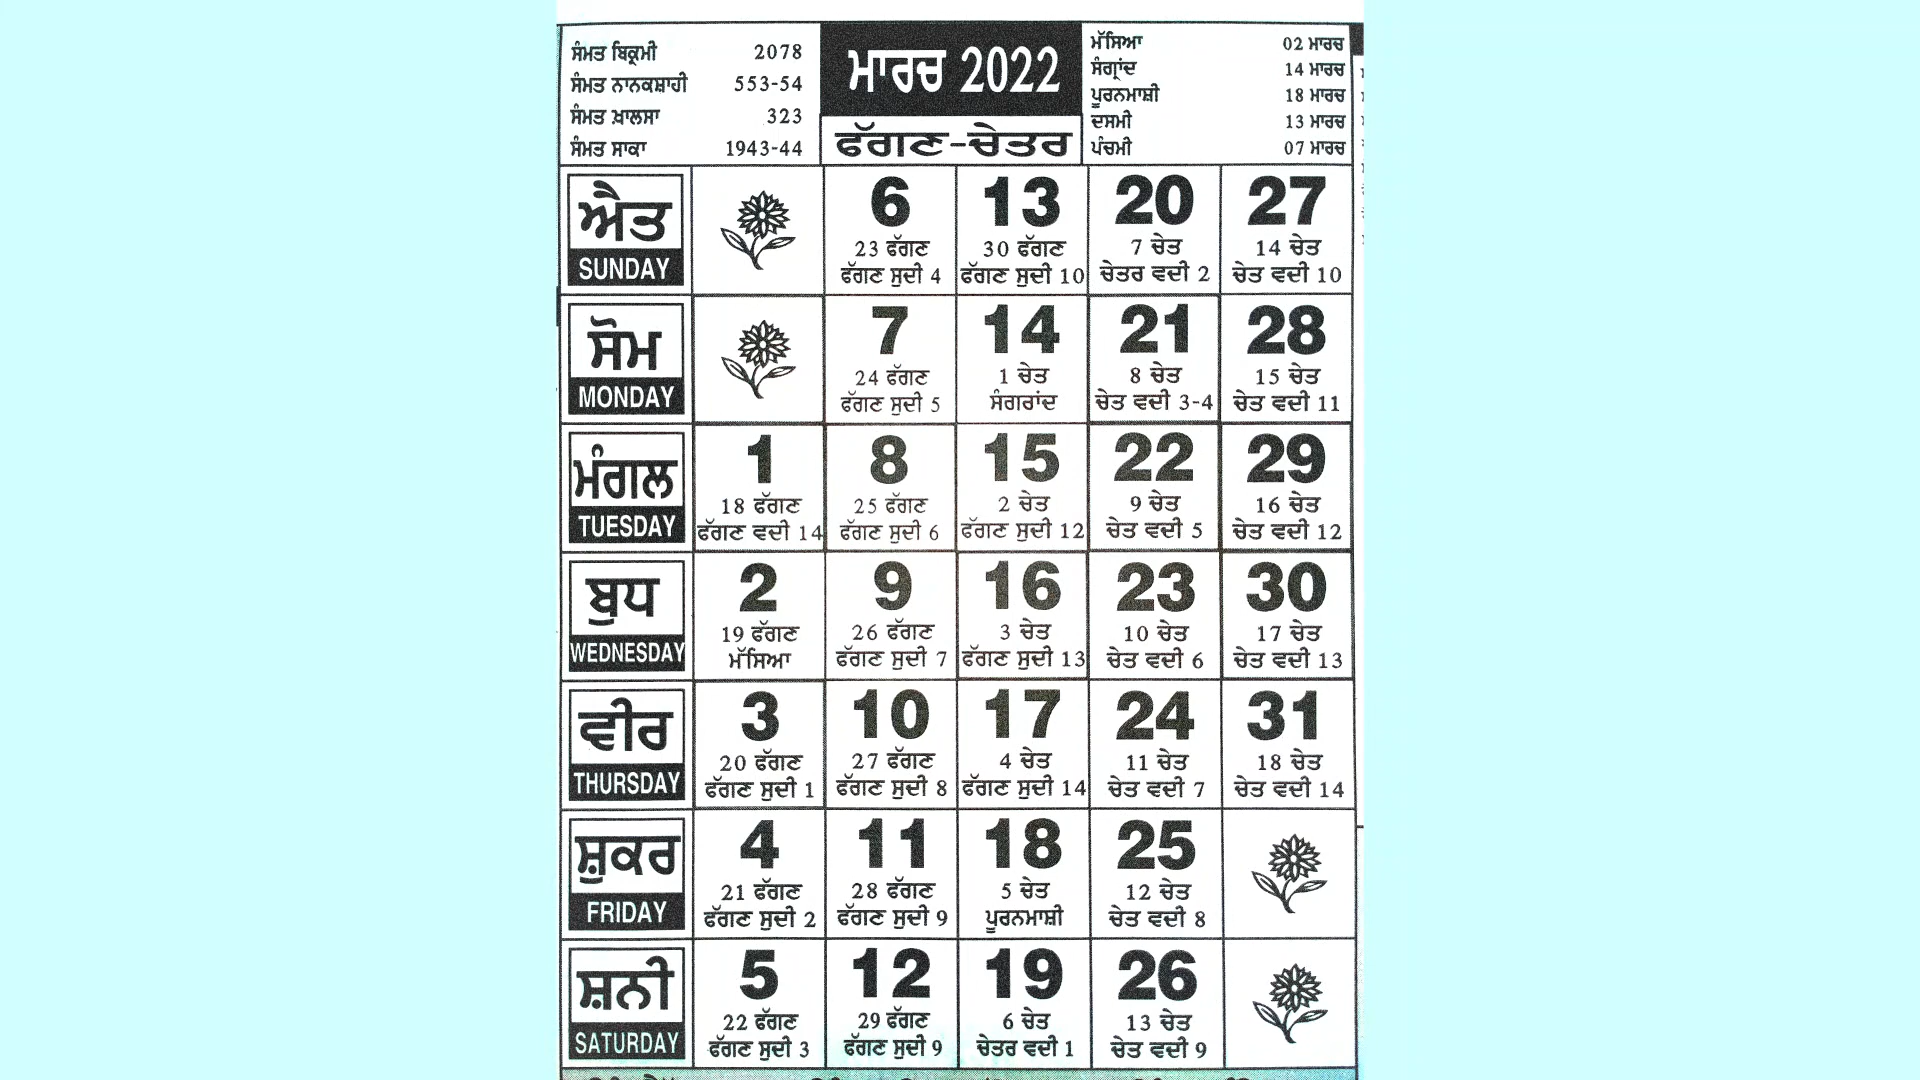 ਸੰਮਤ ਬਿਕ੍ਰਮੀ 2078
ਸੰਮਤ ਨਾਨਕਸ਼ਾਹੀ 553-54
ਸੰਮਤ ਖ਼ਾਲਸਾ 323
ਸੰਮਤ ਸਾਕਾ 1943-44
ਮਾਰਚ 2022
ਫੱਗਣ-ਚੇਤਰ
ਮੱਸਿਆ 02 ਮਾਰਚ
ਸੰਗ੍ਰਾਂਦ 14 ਮਾਰਚ
ਪੂਰਨਮਾਸ਼ੀ 18 ਮਾਰਚ
ਦਸਮੀ 13 ਮਾਰਚ
ਪੰਚਮੀ 07 ਮਾਰਚ
ਐਤ 6 13 20 27
23 ਫੱਗਣ 30 ਫੱਗਣ 7 ਚੇਤ 14 ਚੇਤ
SUNDAY ਫੱਗਣ ਸੁਦੀ 4 ਫੱਗਣ ਸੁਦੀ 10 ਚੇਤਰ ਵਦੀ 2 ਚੇਤ ਵਦੀ 10
ਸੋਮ 7 14 21 28
24 ਫੱਗਣ 1 ਚੇਤ 8 ਚੇਤ 15 ਚੇਤ
MONDAY ਫੱਗਣ ਸੁਦੀ 5 ਸੰਗਰਾਂਦ ਚੇਤ ਵਦੀ 3-4 ਚੇਤ ਵਦੀ 11
ਮੰਗਲ 1 8 15 22 29
18 ਫੱਗਣ 25 ਫੱਗਣ 2 ਚੇਤ 9 ਚੇਤ 16 ਚੇਤ
TUESDAY ਫੱਗਣ ਵਦੀ 14 ਫੱਗਣ ਸੁਦੀ 6 ਫੱਗਣ ਸੁਦੀ 12 ਚੇਤ ਵਦੀ 5 ਚੇਤ ਵਦੀ 12
ਬੁਧ 2 9 16 23 30
19 ਫੱਗਣ 26 ਫੱਗਣ 3 ਚੇਤ 10 ਚੇਤ 17 ਚੇਤ
WEDNESDAY ਮੱਸਿਆ ਫੱਗਣ ਸੁਦੀ 7 ਫੱਗਣ ਸੁਦੀ 13 ਚੇਤ ਵਦੀ 6 ਚੇਤ ਵਦੀ 13
ਵੀਰ 3 10 17 24 31
20 ਫੱਗਣ 27 ਫੱਗਣ 4 ਚੇਤ 11 ਚੇਤ 18 ਚੇਤ
THURSDAY ਫੱਗਣ ਸੁਦੀ 1 ਫੱਗਣ ਸੁਦੀ 8 ਫੱਗਣ ਸੁਦੀ 14 ਚੇਤ ਵਦੀ 7 ਚੇਤ ਵਦੀ 14
ਸ਼ੁਕਰ 4 11 18 25
21 ਫੱਗਣ 28 ਫੱਗਣ 5 ਚੇਤ 12 ਚੇਤ
FRIDAY ਫੱਗਣ ਸੁਦੀ 2 ਫੱਗਣ ਸੁਦੀ 9 ਪੂਰਨਮਾਸ਼ੀ ਚੇਤ ਵਦੀ 8
ਸ਼ਨੀ 5 12 19 26
22 ਫੱਗਣ 29 ਫੱਗਣ 6 ਚੇਤ 13 ਚੇਤ
SATURDAY ਫੱਗਣ ਸੁਦੀ 3 ਫੱਗਣ ਸੁਦੀ 9 ਚੇਤਰ ਵਦੀ 1 ਚੇਤ ਵਦੀ 9